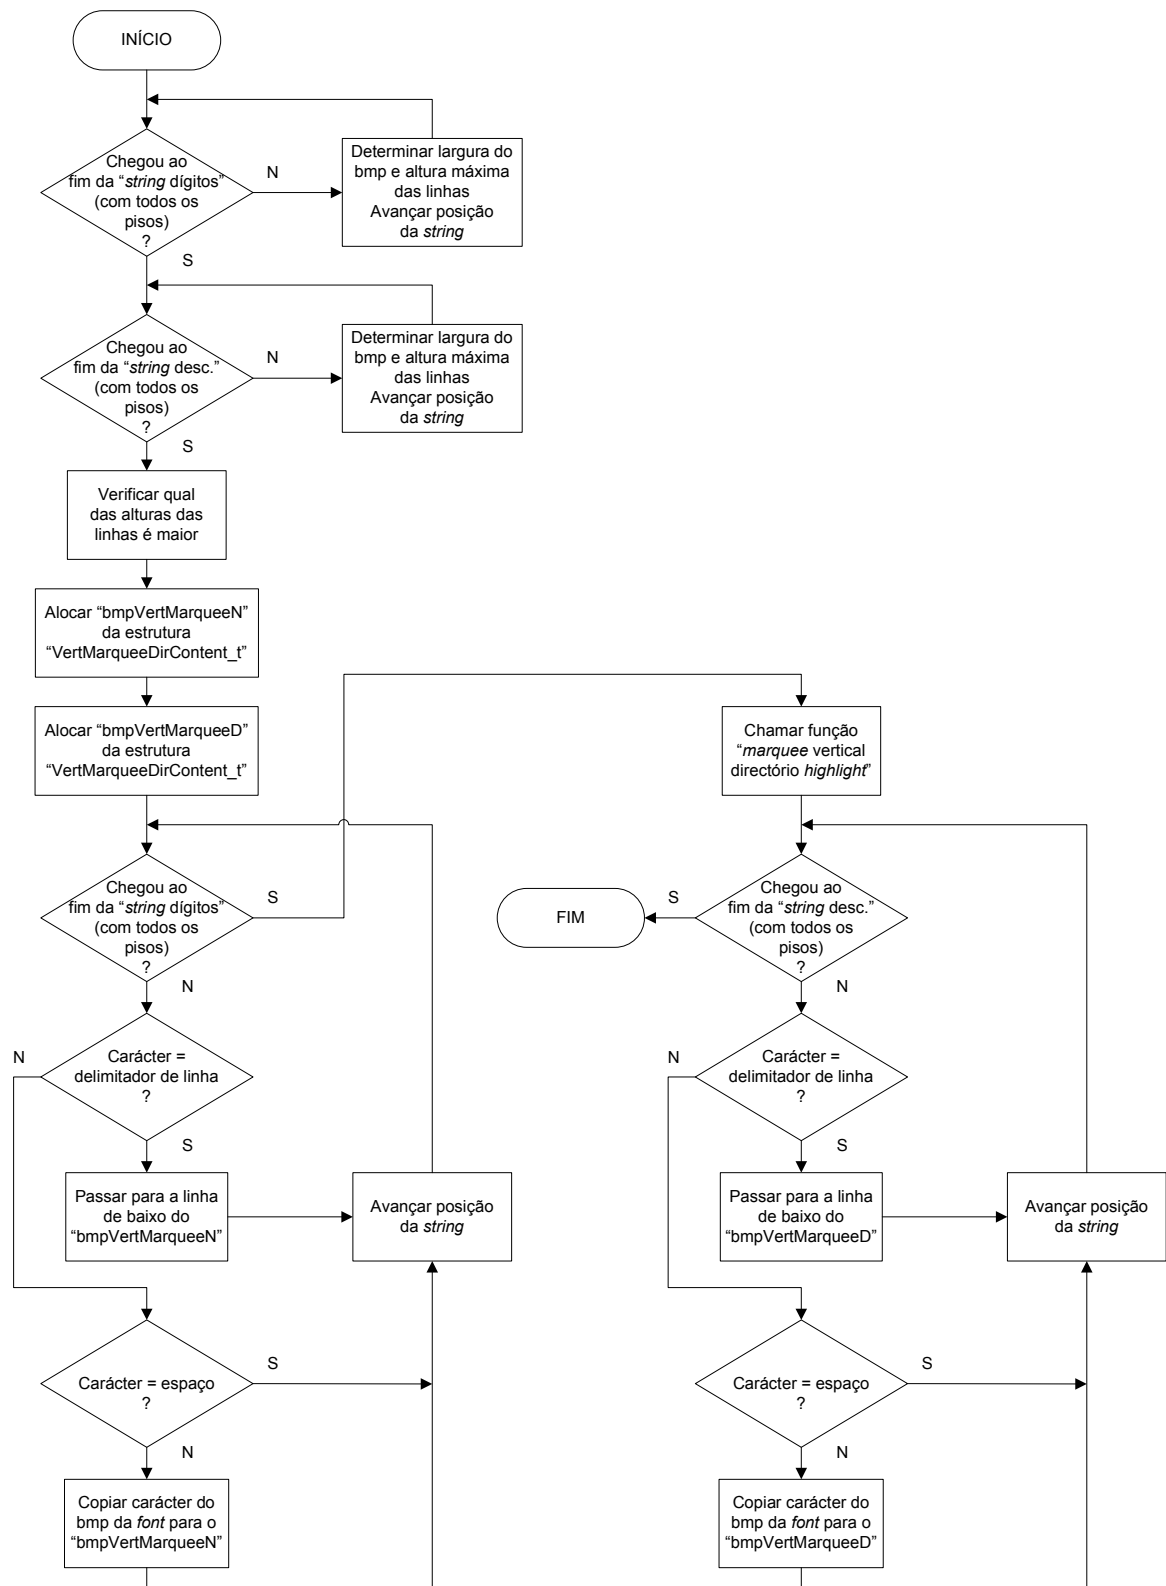 INÍCIO
Chegou ao
fim da “string dígitos”
(com todos os
pisos)
?
N
Determinar largura do
bmp e altura máxima
das linhas
Avançar posição
da string
S
Chegou ao
fim da “string desc.”
(com todos os
pisos)
?
N
Determinar largura do
bmp e altura máxima
das linhas
Avançar posição
da string
S
Verificar qual
das alturas das
linhas é maior
Alocar “bmpVertMarqueeN”
da estrutura
“VertMarqueeDirContent_t”
Alocar “bmpVertMarqueeD”
da estrutura
“VertMarqueeDirContent_t”
Chegou ao
fim da “string dígitos”
(com todos os
pisos)
?
S
N
Carácter =
delimitador de linha
?
N
S
Passar para a linha
de baixo do
“bmpVertMarqueeN”
Avançar posição
da string
Carácter = espaço
?
S
N
Copiar carácter do
bmp da font para o
“bmpVertMarqueeN”
Chamar função
“marquee vertical
directório highlight”
Chegou ao
fim da “string desc.”
(com todos os
pisos)
?
S
FIM
N
Carácter =
delimitador de linha
?
N
S
Passar para a linha
de baixo do
“bmpVertMarqueeD”
Avançar posição
da string
Carácter = espaço
?
S
N
Copiar carácter do
bmp da font para o
“bmpVertMarqueeD”